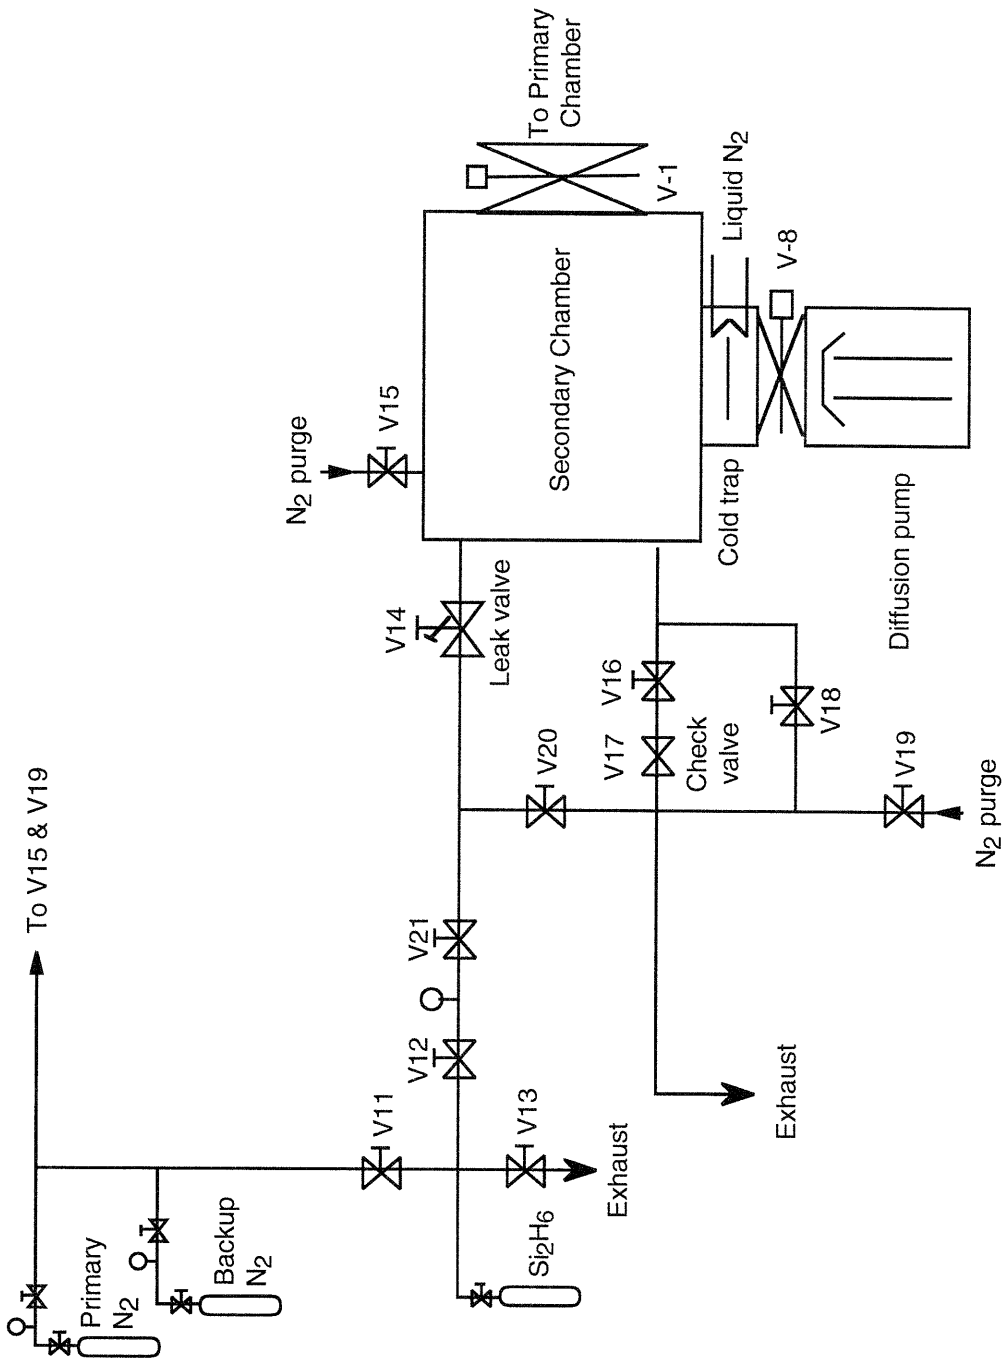 To V15 & V19
Primary
N2
Backup
N2
Si2H6
V11
V13
Exhaust
V12
V21
V20
V14
Leak valve
N2 purge
V15
Secondary Chamber
To Primary
Chamber
V-1
Liquid N2
V-8
Cold trap
Diffusion pump
V16
V17
Check
valve
V18
V19
N2 purge
Exhaust